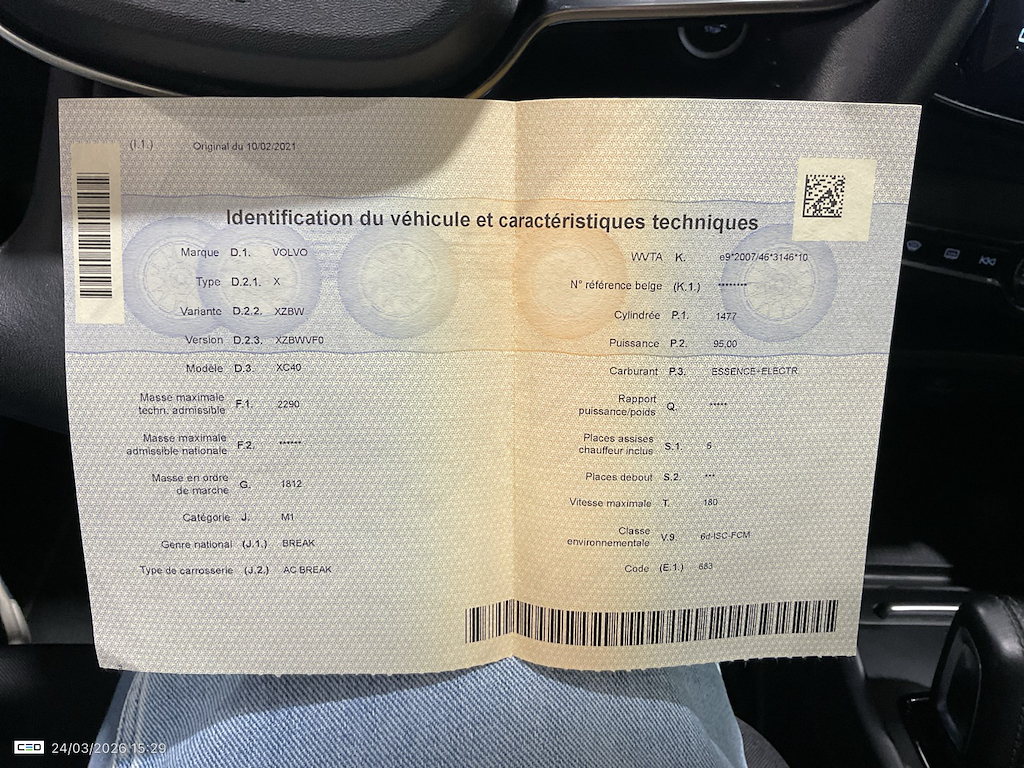 (I.1.) Original du 10/02/2021
Identification du véhicule et caractéristiques techniques
Marque D.1. VOLVO
Type D.2.1. X
Variante D.2.2. XZBW
Version D.2.3. XZBWVF0
Modèle D.3. XC40
Masse maximale
techn. admissible F.1. 2290
Masse maximale
admissible nationale F.2. ******
Masse en ordre
de marche G. 1812
Catégorie J. M1
Genre national (J.1.) BREAK
Type de carrosserie (J.2.) AC BREAK
WVTA K. e9*2007/46*3146*10
N° référence belge (K.1.) ********
Cylindrée P.1. 1477
Puissance P.2. 95,00
Carburant P.3. ESSENCE+ELECTR.
Rapport
puissance/poids Q. *****
Places assises
chauffeur inclus S.1. 5
Places debout S.2. ***
Vitesse maximale T. 180
Classe
environnementale V.9. 6d-ISC-FCM
Code (E.1.) 683
CEO 24/03/2026 15:29